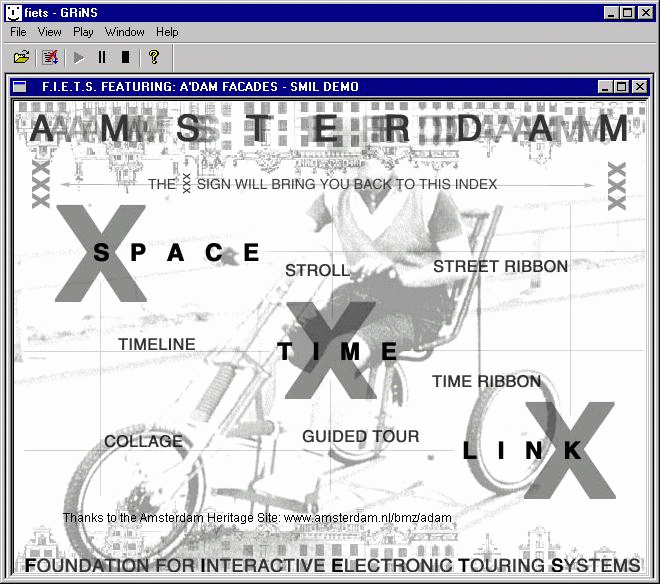 fiets - GRiNS
File View Play Window Help
F.I.E.T.S. FEATURING: A'DAM FACADES - SMIL DEMO
AMSTERDAM
XXX XXX
THE XXX SIGN WILL BRING YOU BACK TO THIS INDEX
X
SPACE
STROLL STREET RIBBON
X
TIMELINE TIME
TIME RIBBON
X
COLLAGE GUIDED TOUR
LINK
Thanks to the Amsterdam Heritage Site: www.amsterdam.nl/bmz/adam
FOUNDATION FOR INTERACTIVE ELECTRONIC TOURING SYSTEMS